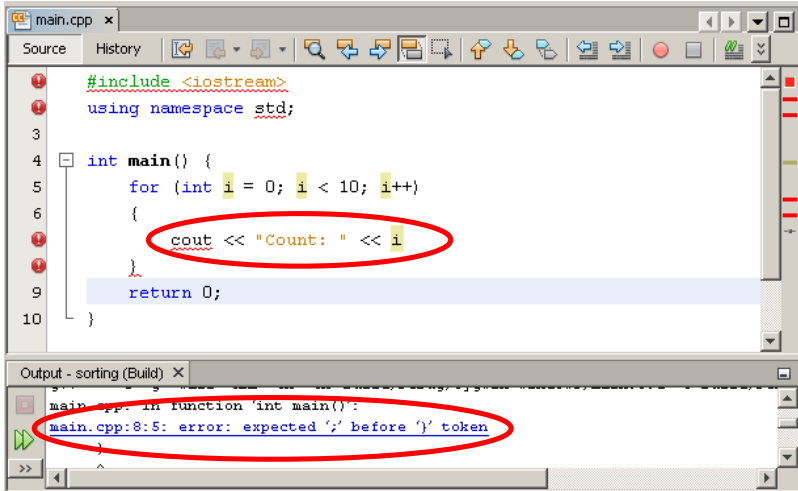 main.cpp
Source History
#include <iostream>
using namespace std;
3
4 int main() {
5 for (int i = 0; i < 10; i++)
6 {
cout << "Count: " << i
}
9 return 0;
10 }
Output - sorting (Build)
main.cpp: In function 'int main()':
main.cpp:8:5: error: expected ‘;’ before ‘}’ token
}
^
>>